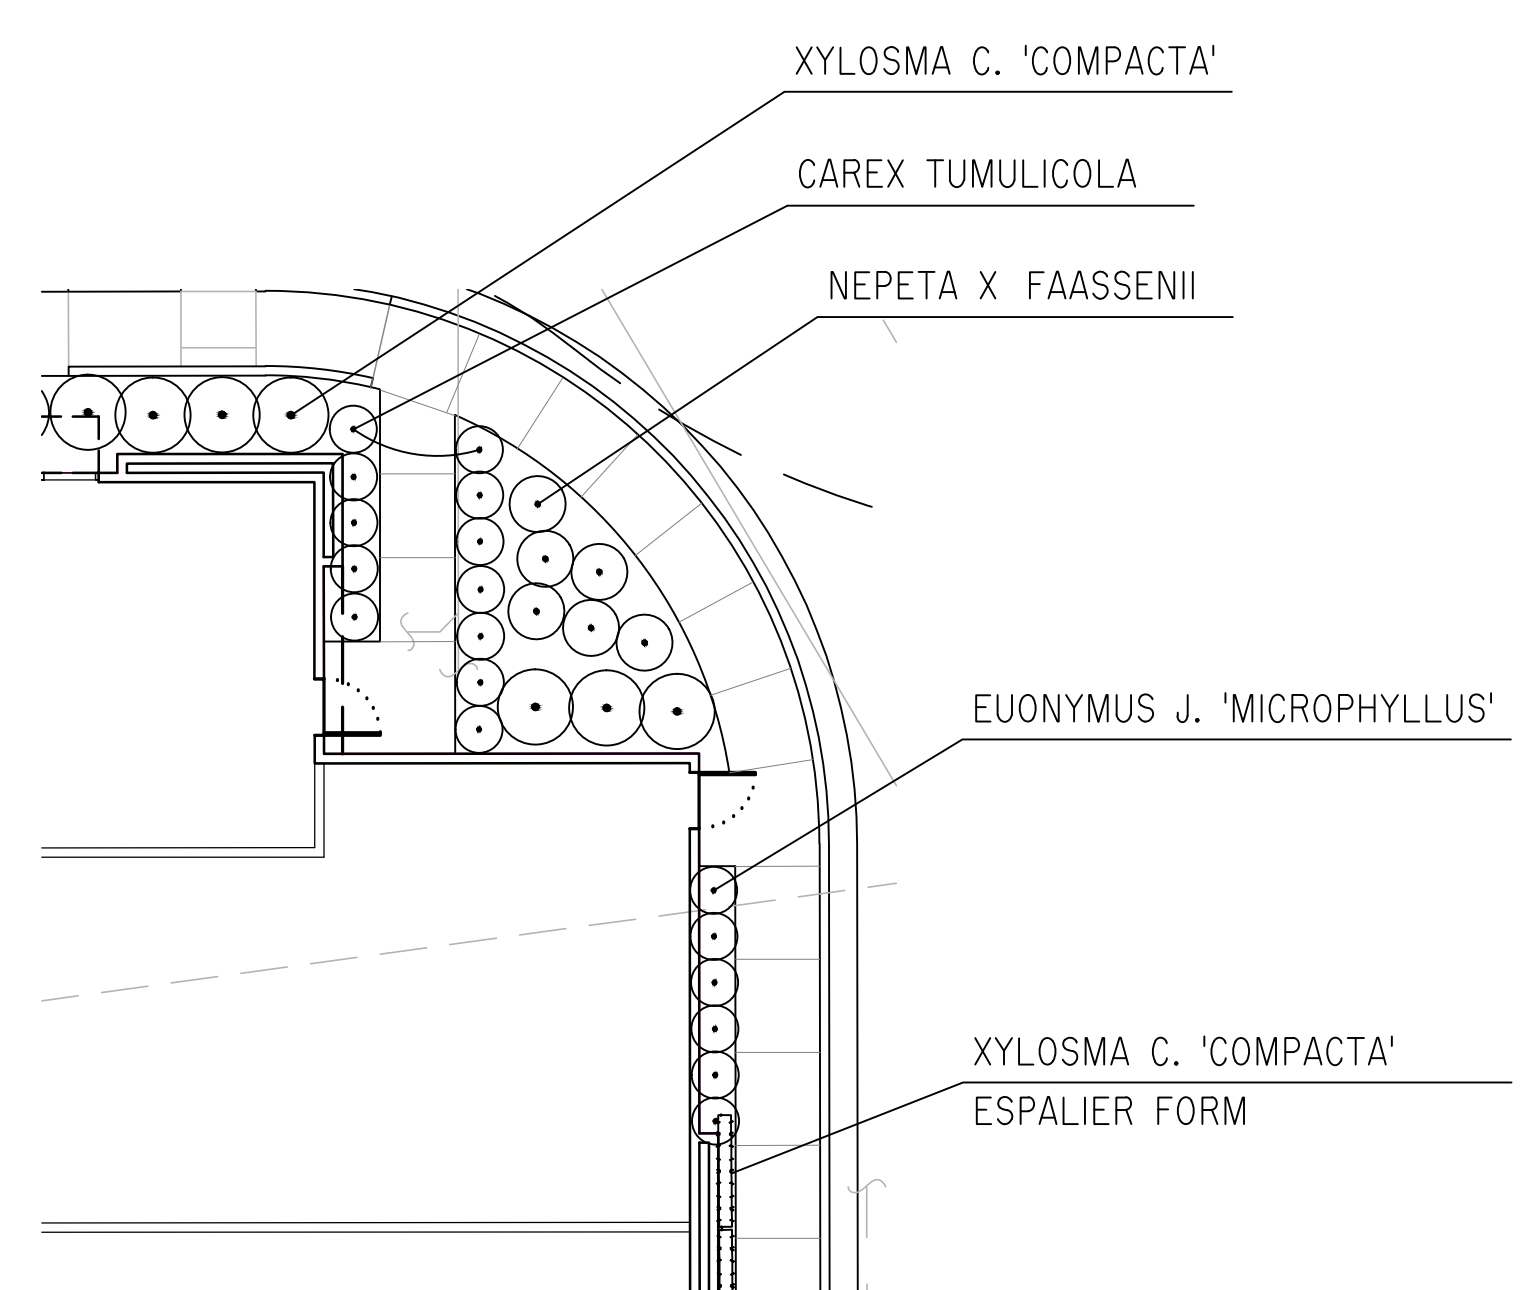 XYLOSMA C. 'COMPACTA'
CAREX TUMULICOLA
NEPETA X FAASSENII
EUONYMUS J. 'MICROPHYLLUS'
XYLOSMA C. 'COMPACTA'
ESPALIER FORM